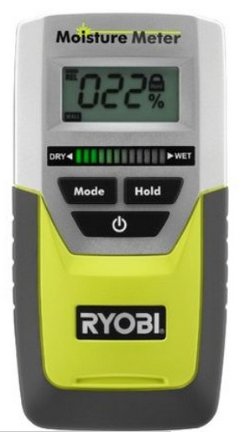 Moisture Meter
022%
DRY WET
Mode Hold
RYOBI